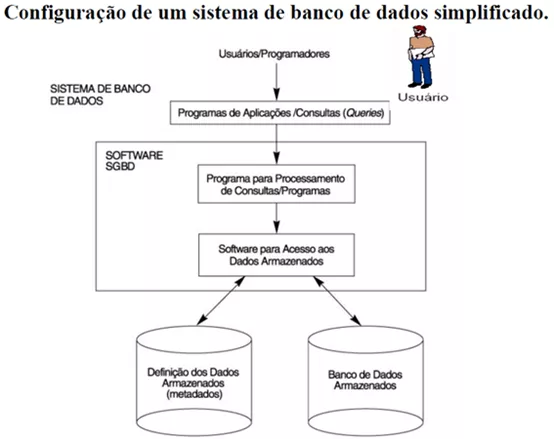 Configuração de um sistema de banco de dados simplificado.
Usuários/Programadores
Usuário
SISTEMA DE BANCO
DE DADOS
Programas de Aplicações /Consultas (Queries)
SOFTWARE
SGBD
Programa para Processamento
de Consultas/Programas
Software para Acesso aos
Dados Armazenados
Definição dos Dados
Armazenados
(metadados)
Banco de Dados
Armazenados